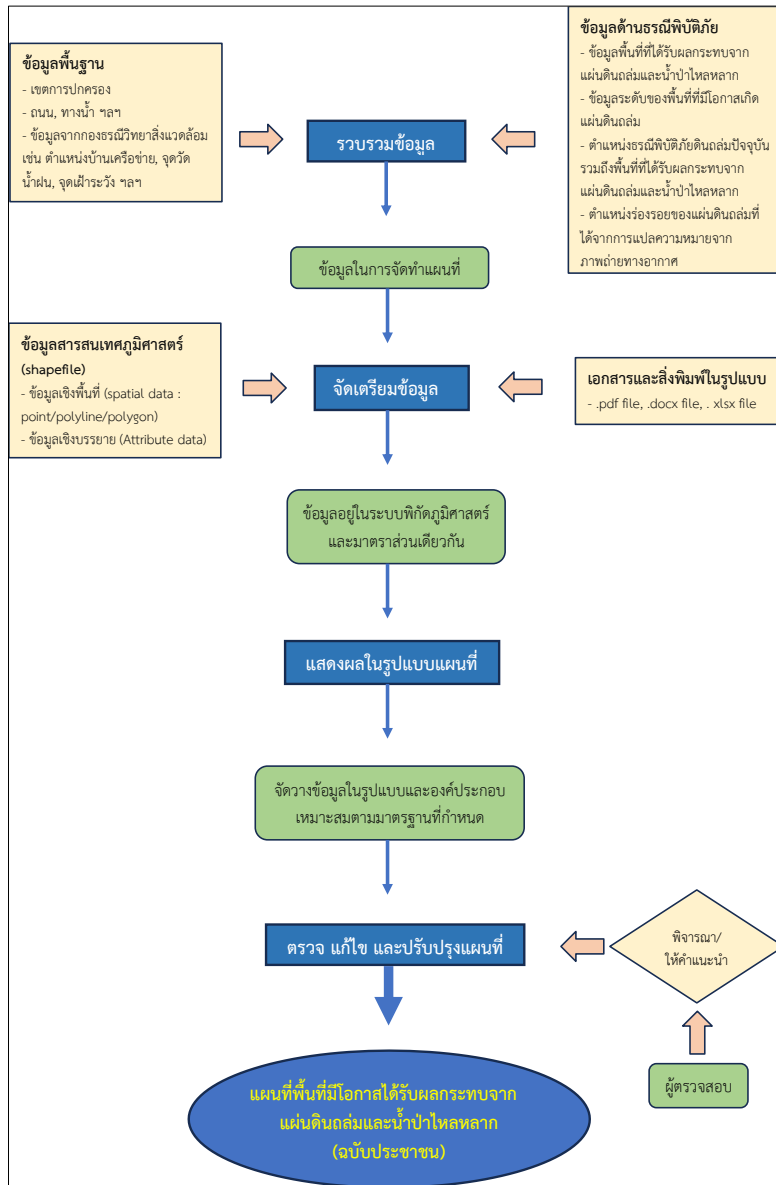 ข้อมูลพื้นฐาน
- เขตการปกครอง
- ถนน, ทางน้ำ ฯลฯ
- ข้อมูลจากกองธรณีวิทยาสิ่งแวดล้อม
เช่น ตำแหน่งบ้านเครือข่าย, จุดวัด
น้ำฝน, จุดเฝ้าระวัง ฯลฯ
รวบรวมข้อมูล
ข้อมูลด้านธรณีพิบัติภัย
- ข้อมูลพื้นที่ที่ได้รับผลกระทบจาก
แผ่นดินถล่มและน้ำป่าไหลหลาก
- ข้อมูลระดับของพื้นที่ที่มีโอกาสเกิด
แผ่นดินถล่ม
- ตำแหน่งธรณีพิบัติภัยดินถล่มปัจจุบัน
รวมถึงพื้นที่ที่ได้รับผลกระทบจาก
แผ่นดินถล่มและน้ำป่าไหลหลาก
- ตำแหน่งร่องรอยของแผ่นดินถล่มที่
ได้จากการแปลความหมายจาก
ภาพถ่ายทางอากาศ
ข้อมูลในการจัดทำแผนที่
ข้อมูลสารสนเทศภูมิศาสตร์
(shapefile)
- ข้อมูลเชิงพื้นที่ (spatial data :
point/polyline/polygon)
- ข้อมูลเชิงบรรยาย (Attribute data)
จัดเตรียมข้อมูล
เอกสารและสิ่งพิมพ์ในรูปแบบ
- .pdf file, .docx file, . xlsx file
ข้อมูลอยู่ในระบบพิกัดภูมิศาสตร์
และมาตราส่วนเดียวกัน
แสดงผลในรูปแบบแผนที่
จัดวางข้อมูลในรูปแบบและองค์ประกอบ
เหมาะสมตามมาตรฐานที่กำหนด
ตรวจ แก้ไข และปรับปรุงแผนที่
พิจารณา/
ให้คำแนะนำ
ผู้ตรวจสอบ
แผนที่พื้นที่มีโอกาสได้รับผลกระทบจาก
แผ่นดินถล่มและน้ำป่าไหลหลาก
(ฉบับประชาชน)